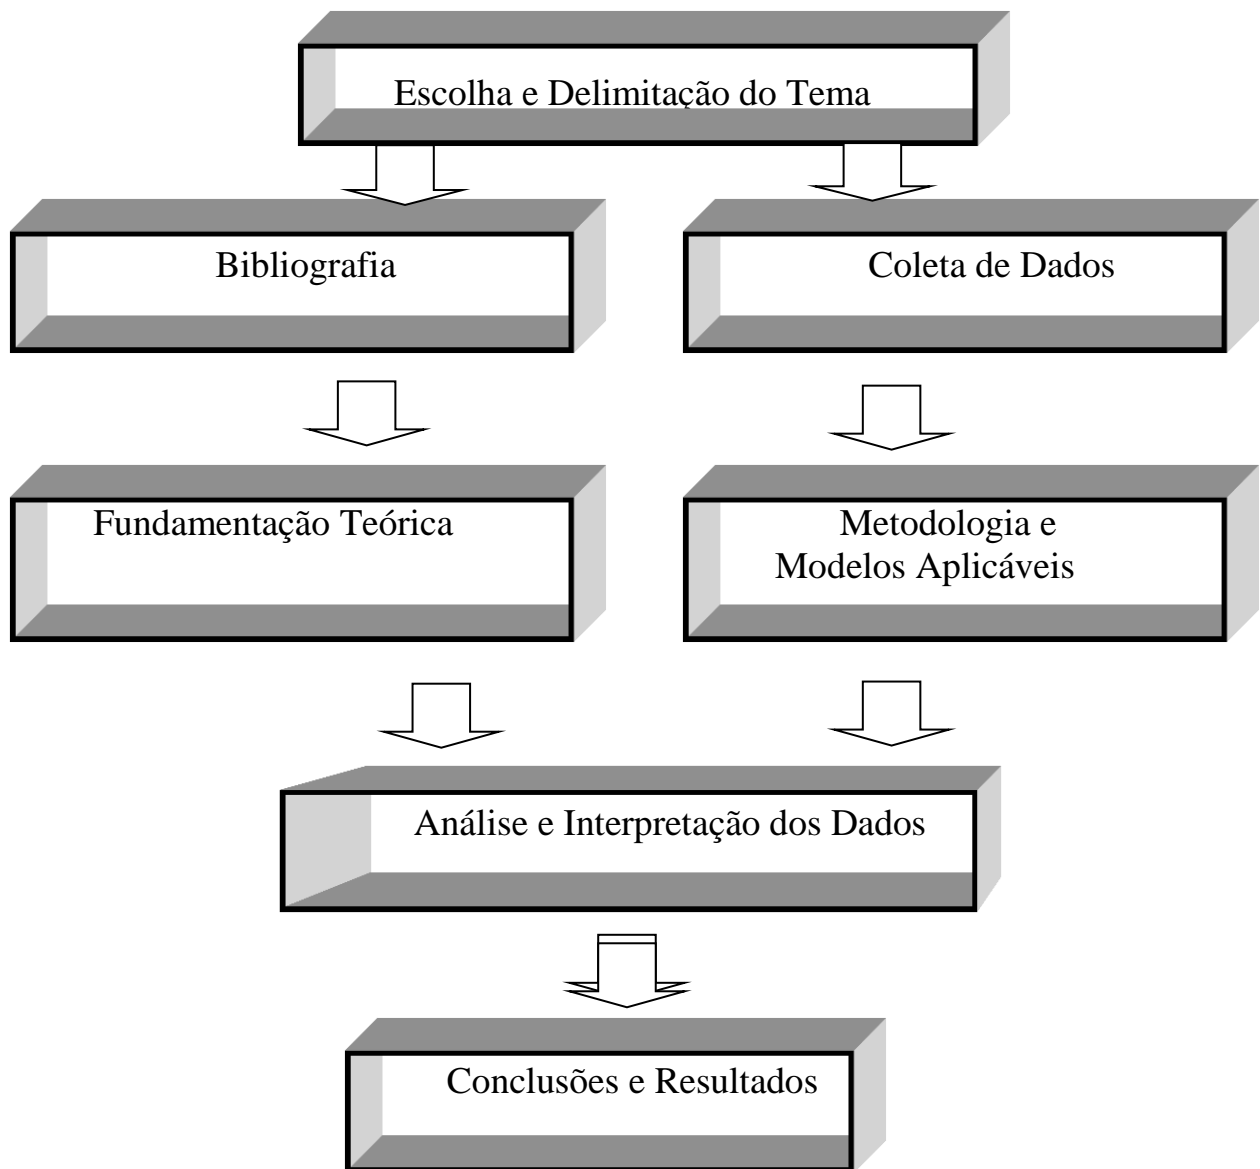 Escolha e Delimitação do Tema
Bibliografia
Coleta de Dados
Fundamentação Teórica
Metodologia e
Modelos Aplicáveis
Análise e Interpretação dos Dados
Conclusões e Resultados